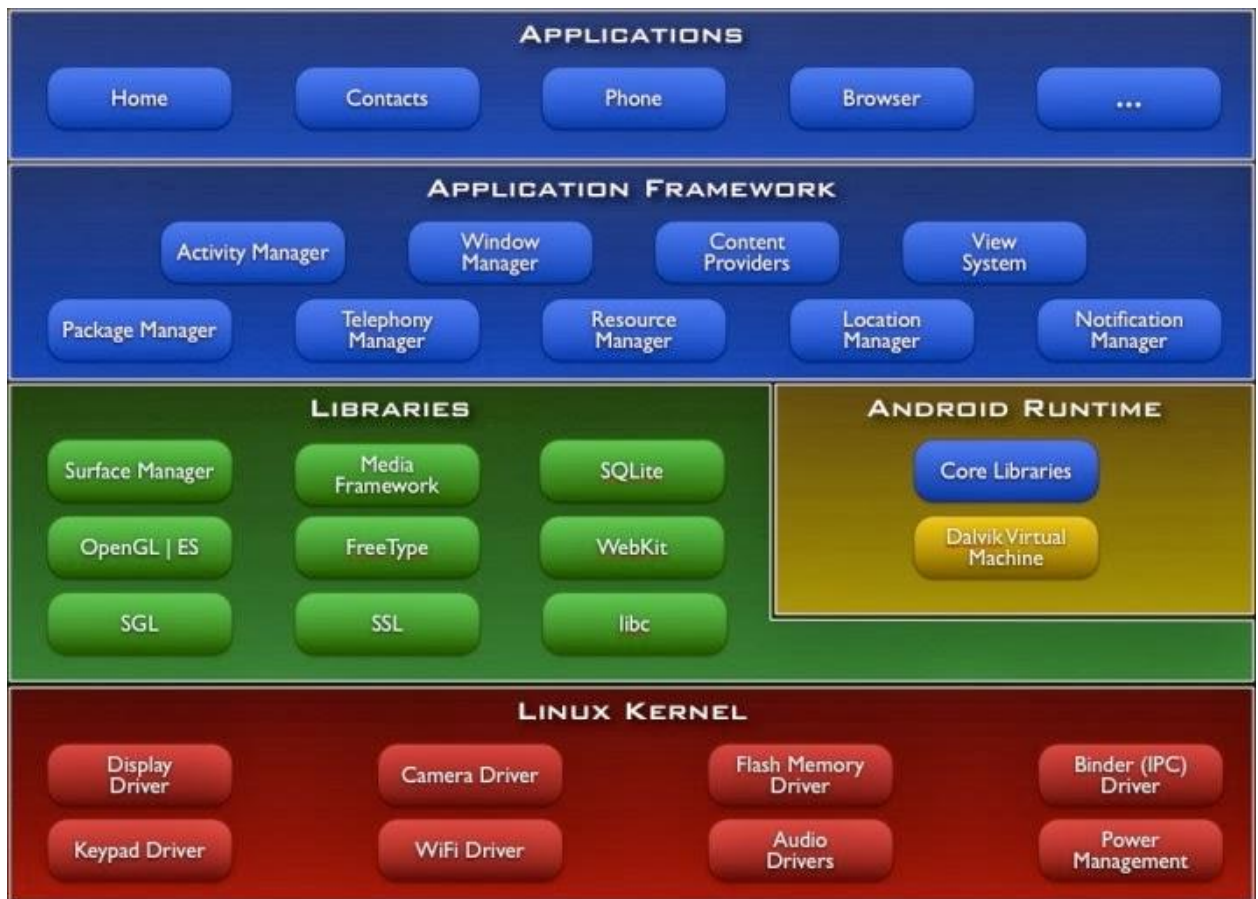 APPLICATIONS
Home
Contacts
Phone
Browser
...
APPLICATION FRAMEWORK
Activity Manager
Window
Manager
Content
Providers
View
System
Package Manager
Telephony
Manager
Resource
Manager
Location
Manager
Notification
Manager
LIBRARIES
Surface Manager
Media
Framework
SQLite
OpenGL | ES
FreeType
WebKit
SGL
SSL
libc
ANDROID RUNTIME
Core Libraries
Dalvik Virtual
Machine
LINUX KERNEL
Display
Driver
Camera Driver
Flash Memory
Driver
Binder (IPC)
Driver
Keypad Driver
WiFi Driver
Audio
Drivers
Power
Management